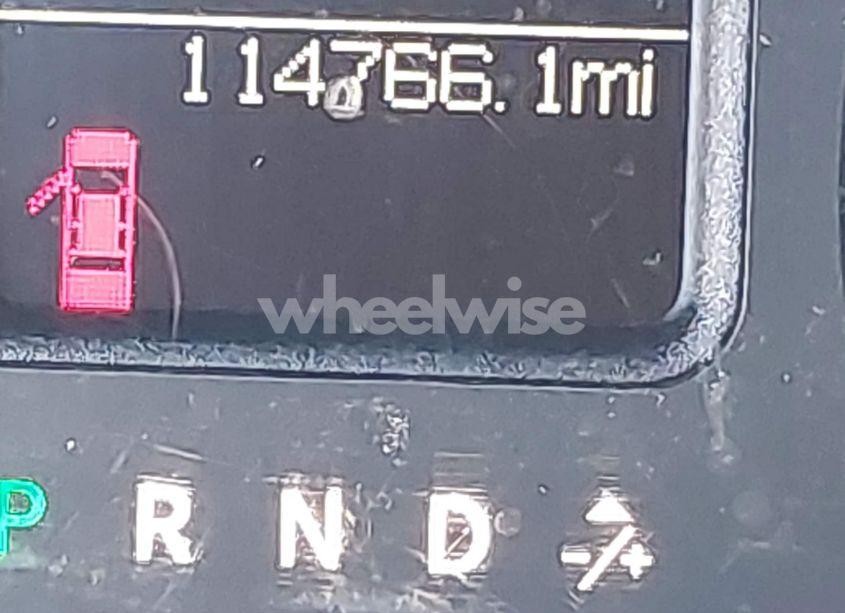 114766.1mi
wheelwise
P R N D -/+